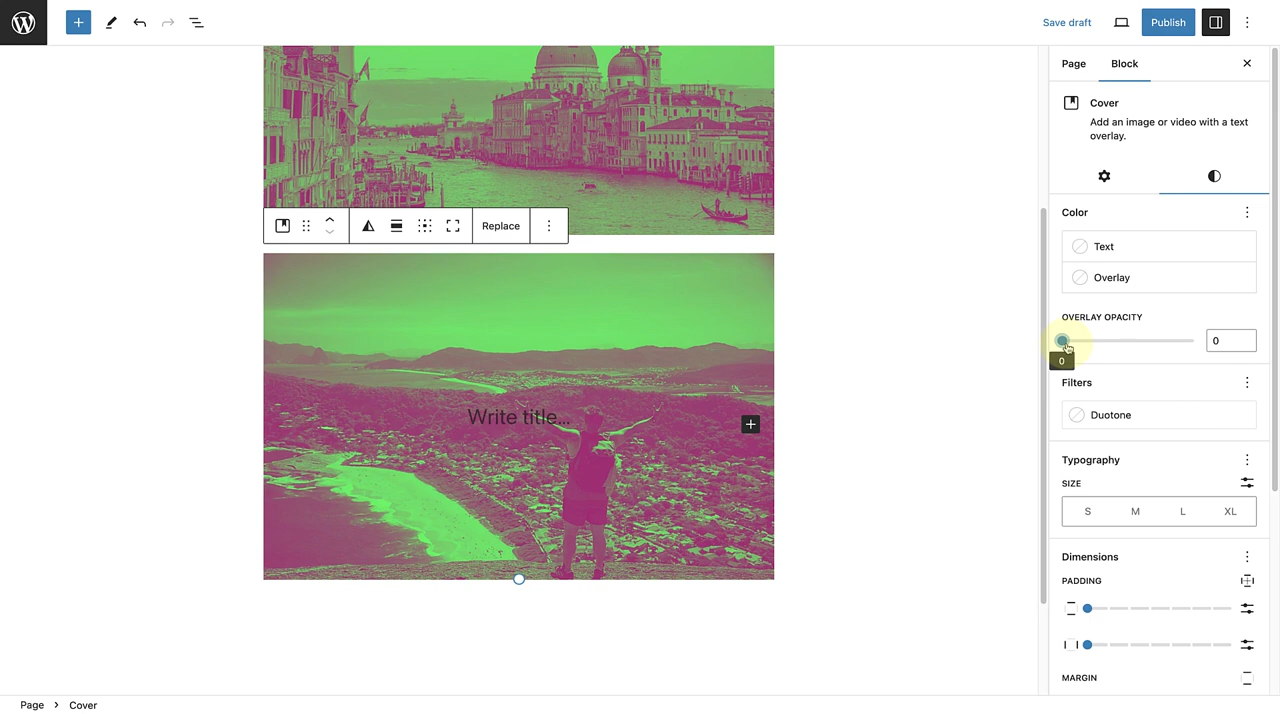 Save draft
Publish
Page
Block
Cover
Add an image or video with a text
overlay.
Color
Text
Overlay
OVERLAY OPACITY
0
0
Filters
Duotone
Typography
SIZE
S M L XL
Dimensions
PADDING
MARGIN
Replace
Write title...
Page > Cover